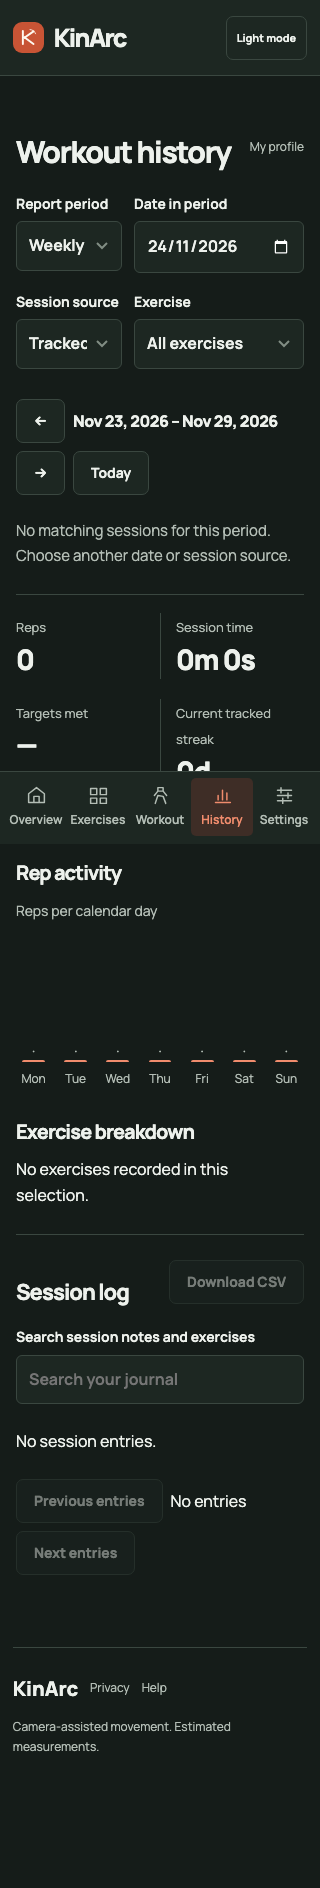 KinArc
Light mode
Workout history
My profile
Report period
Date in period
Weekly
24/11/2026
Session source
Exercise
Tracked
All exercises
← Nov 23, 2026 – Nov 29, 2026
→ Today
No matching sessions for this period.
Choose another date or session source.
Reps
Session time
0
0m 0s
Targets met
Current tracked
streak
—
0d
Overview Exercises Workout History Settings
Rep activity
Reps per calendar day
Mon Tue Wed Thu Fri Sat Sun
Exercise breakdown
No exercises recorded in this
selection.
Session log
Download CSV
Search session notes and exercises
Search your journal
No session entries.
Previous entries No entries
Next entries
KinArc Privacy Help
Camera-assisted movement. Estimated
measurements.